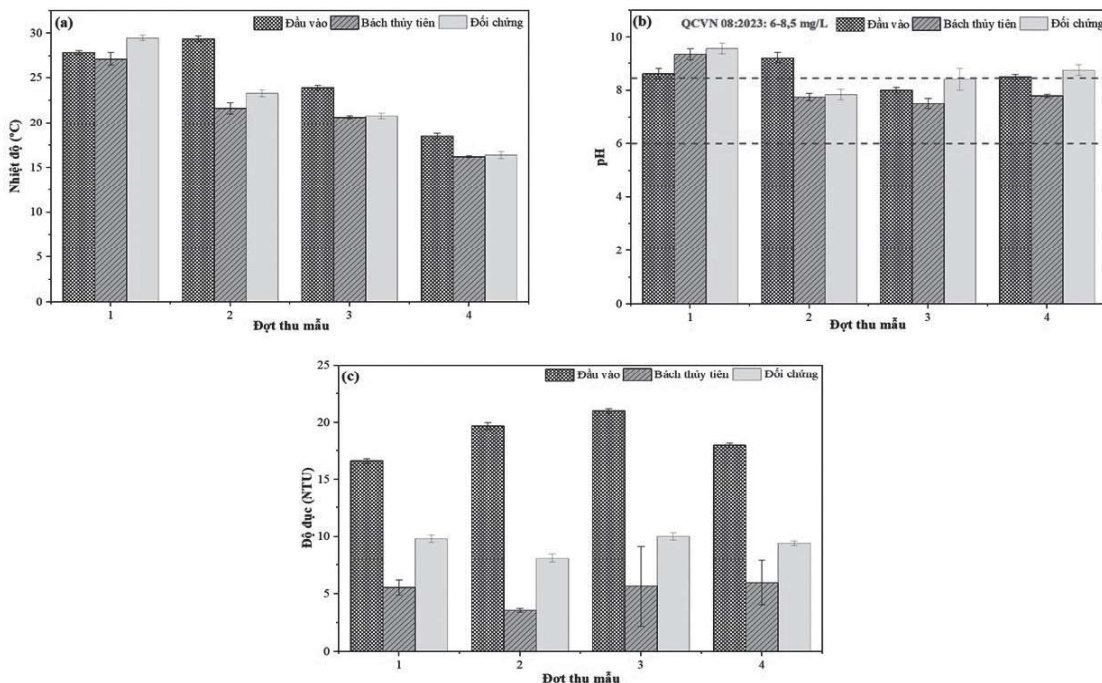 (a)
Đầu vào Bách thủy tiên Đối chứng
30
25
20
15
10
5
0
Nhiệt độ (°C)
1 2 3 4
Đợt thu mẫu
(b) QCVN 08:2023: 6-8,5 mg/L
Đầu vào Bách thủy tiên Đối chứng
10
8
6
4
2
0
pH
1 2 3 4
Đợt thu mẫu
(c)
Đầu vào Bách thủy tiên Đối chứng
25
20
15
10
5
0
Độ đục (NTU)
1 2 3 4
Đợt thu mẫu